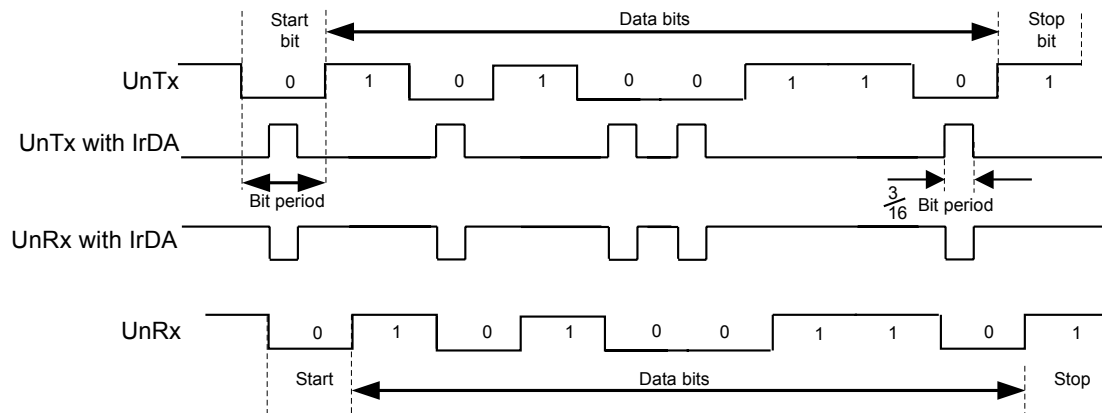 Start
bit
Data bits
Stop
bit
UnTx
0 1 0 1 0 0 1 1 0 1
UnTx with IrDA
Bit period
3/16 Bit period
UnRx with IrDA
UnRx
0 1 0 1 0 0 1 1 0 1
Start
Data bits
Stop